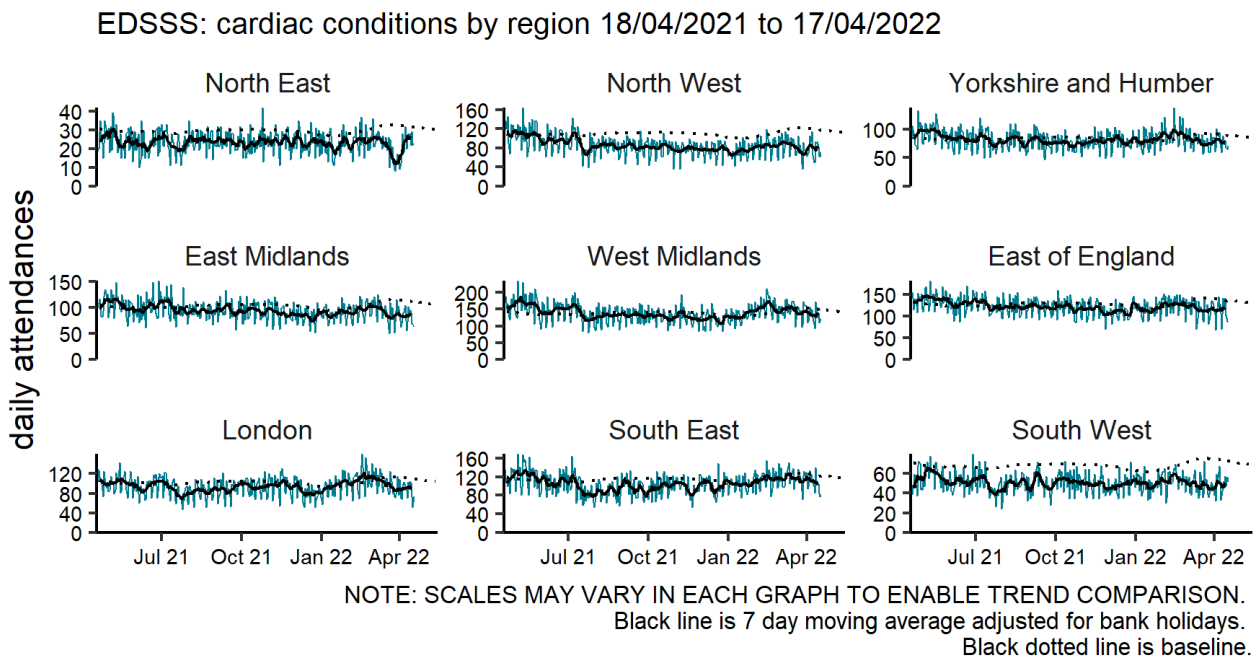 EDSSS: cardiac conditions by region 18/04/2021 to 17/04/2022
North East
North West
Yorkshire and Humber
40
30
20
10
0
160
120
80
40
0
100
50
0
East Midlands
West Midlands
East of England
150
100
50
0
200
150
100
50
0
150
100
50
0
daily attendances
London
South East
South West
120
80
40
0
160
120
80
40
0
60
40
20
0
Jul 21 Oct 21 Jan 22 Apr 22
Jul 21 Oct 21 Jan 22 Apr 22
Jul 21 Oct 21 Jan 22 Apr 22
NOTE: SCALES MAY VARY IN EACH GRAPH TO ENABLE TREND COMPARISON.
Black line is 7 day moving average adjusted for bank holidays.
Black dotted line is baseline.